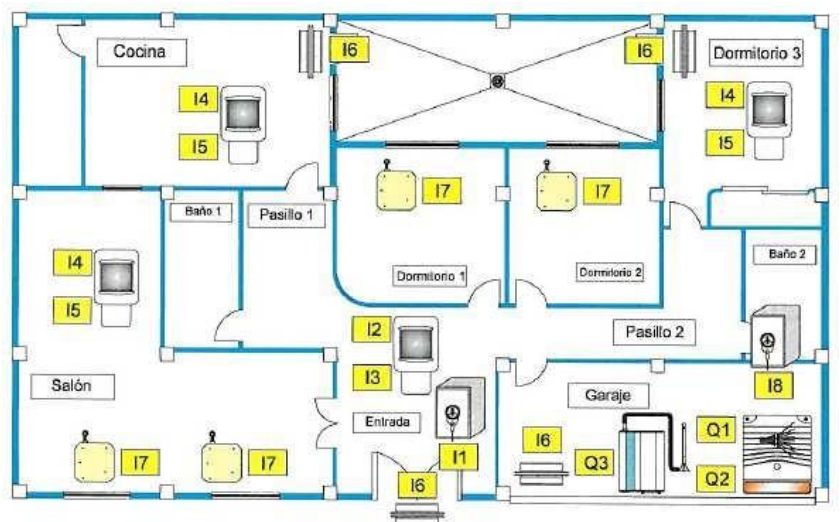 Cocina
I6
I6
Dormitorio 3
I4
I5
I4
I5
I7
I7
Baño 1
Pasillo 1
Dormitorio 1
Dormitorio 2
Baño 2
I4
I5
I2
I3
Pasillo 2
I8
Salón
Entrada
Garaje
I7
I7
I1
I6
I6
Q3
Q1
Q2